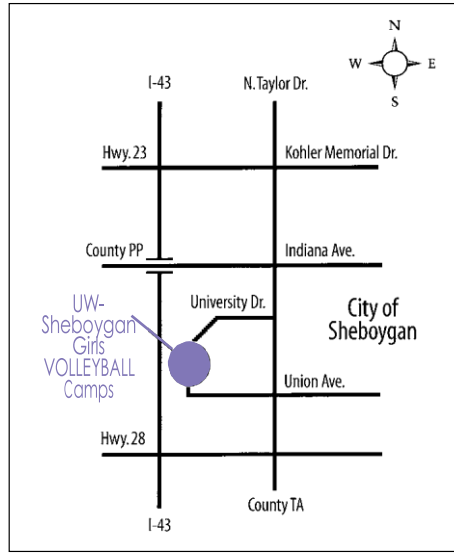 N
W E
S
I-43
N. Taylor Dr.
Hwy. 23
Kohler Memorial Dr.
County PP
Indiana Ave.
University Dr.
UW-
Sheboygan
Girls
VOLLEYBALL
Camps
City of
Sheboygan
Union Ave.
Hwy. 28
County TA
I-43